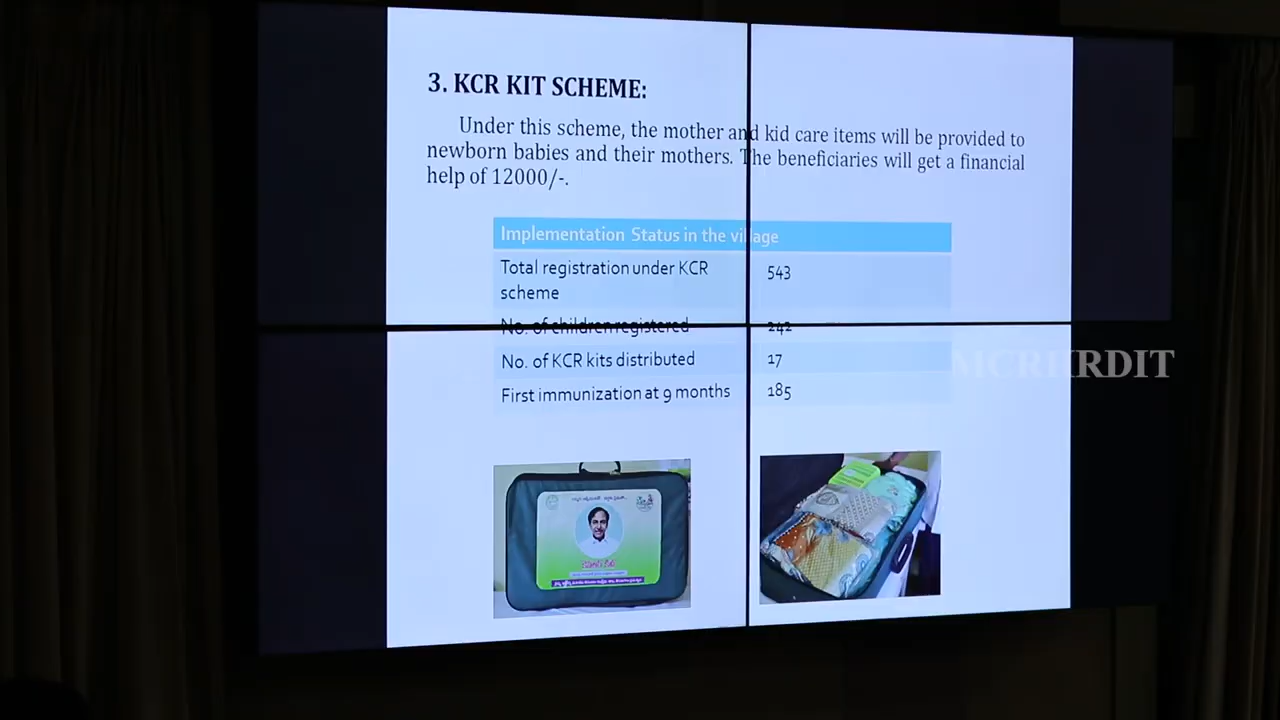 3. KCR KIT SCHEME:
Under this scheme, the mother and kid care items will be provided to
newborn babies and their mothers. The beneficiaries will get a financial
help of 12000/-.
Implementation Status in the village
Total registration under KCR 543
scheme
No. of children registered 242
No. of KCR kits distributed 17
MCRHRDIT
First immunization at 9 months 185